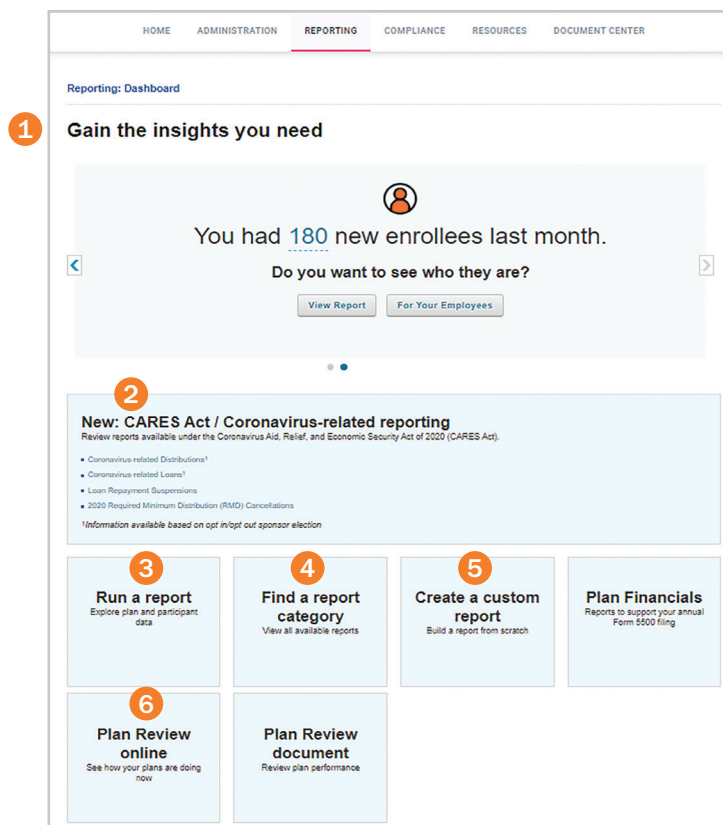 HOME ADMINISTRATION REPORTING COMPLIANCE RESOURCES DOCUMENT CENTER
Reporting: Dashboard
1 Gain the insights you need
You had 180 new enrollees last month.
Do you want to see who they are?
View Report For Your Employees
2
New: CARES Act / Coronavirus-related reporting
Review reports available under the Coronavirus Aid, Relief, and Economic Security Act of 2020 (CARES Act).
Coronavirus-related Distributions¹
Coronavirus-related Loans¹
Loan Repayment Suspensions
2020 Required Minimum Distribution (RMD) Cancellations
¹Information available based on opt in/opt out sponsor election
3
Run a report
Explore plan and participant
data
4
Find a report
category
View all available reports
5
Create a custom
report
Build a report from scratch
Plan Financials
Reports to support your annual
Form 5500 filing
6
Plan Review
online
See how your plans are doing
now
Plan Review
document
Review plan performance